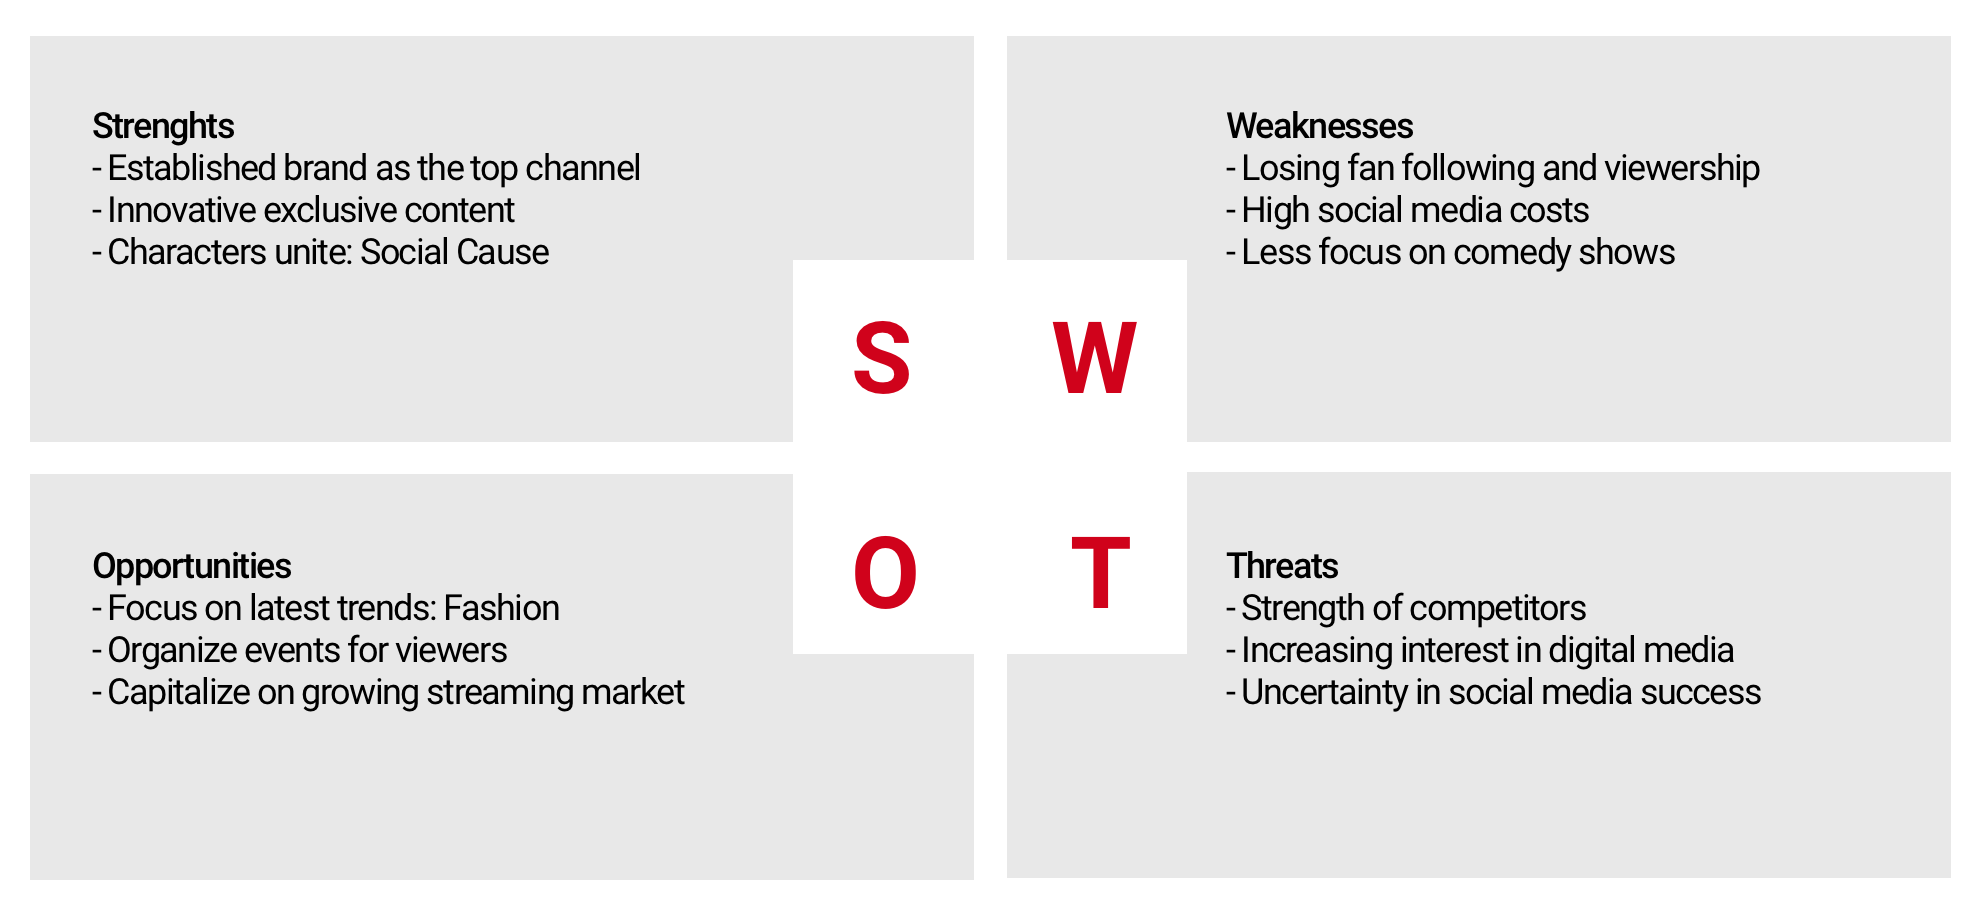 Strenghts
- Established brand as the top channel
- Innovative exclusive content
- Characters unite: Social Cause
Weaknesses
- Losing fan following and viewership
- High social media costs
- Less focus on comedy shows
S W
O T
Opportunities
- Focus on latest trends: Fashion
- Organize events for viewers
- Capitalize on growing streaming market
Threats
- Strength of competitors
- Increasing interest in digital media
- Uncertainty in social media success